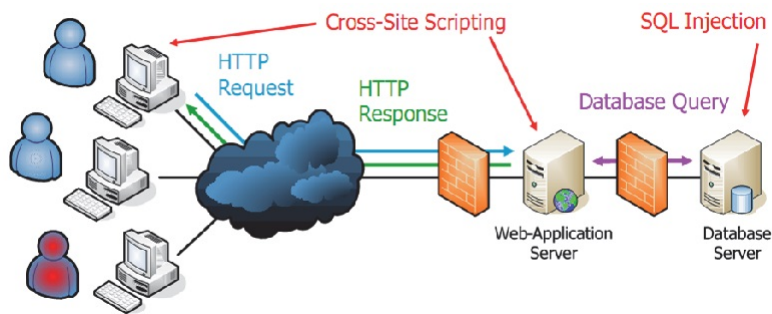 Cross-Site Scripting
SQL Injection
HTTP
Request
HTTP
Response
Database Query
Web-Application
Server
Database
Server